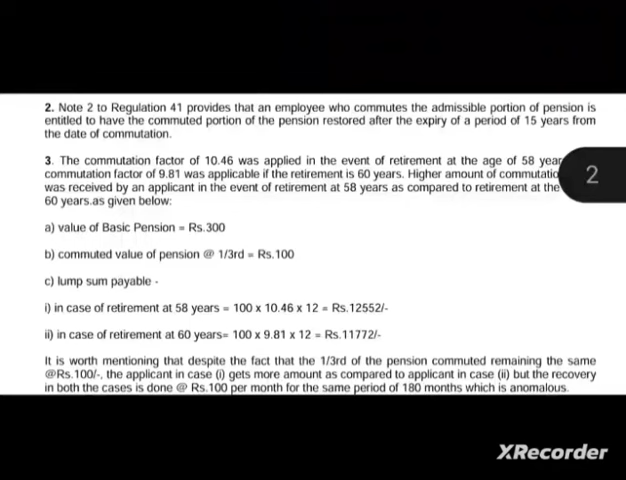 2. Note 2 to Regulation 41 provides that an employee who commutes the admissible portion of pension is
entitled to have the commuted portion of the pension restored after the expiry of a period of 15 years from
the date of commutation.
3. The commutation factor of 10.46 was applied in the event of retirement at the age of 58
commutation factor of 9.81 was applicable if the retirement is 60 years. Higher amount of
2
was received by an applicant in the event of retirement at 58 years as compared to retirement at the
60 years.as given below:
a) value of Basic Pension = Rs.300
b) commuted value of pension @ 1/3rd = Rs.100
c) lump sum payable -
i) in case of retirement at 58 years = 100 x 10.46 x 12 = Rs.12552/-
ii) in case of retirement at 60 years= 100 x 9.81 x 12 = Rs.11772/-
It is worth mentioning that despite the fact that the 1/3rd of the pension commuted remaining the same
@Rs.100/-, the applicant in case (i) gets more amount as compared to applicant in case (ii) but the recovery
in both the cases is done @ Rs.100 per month for the same period of 180 months which is anomalous.
XRecorder